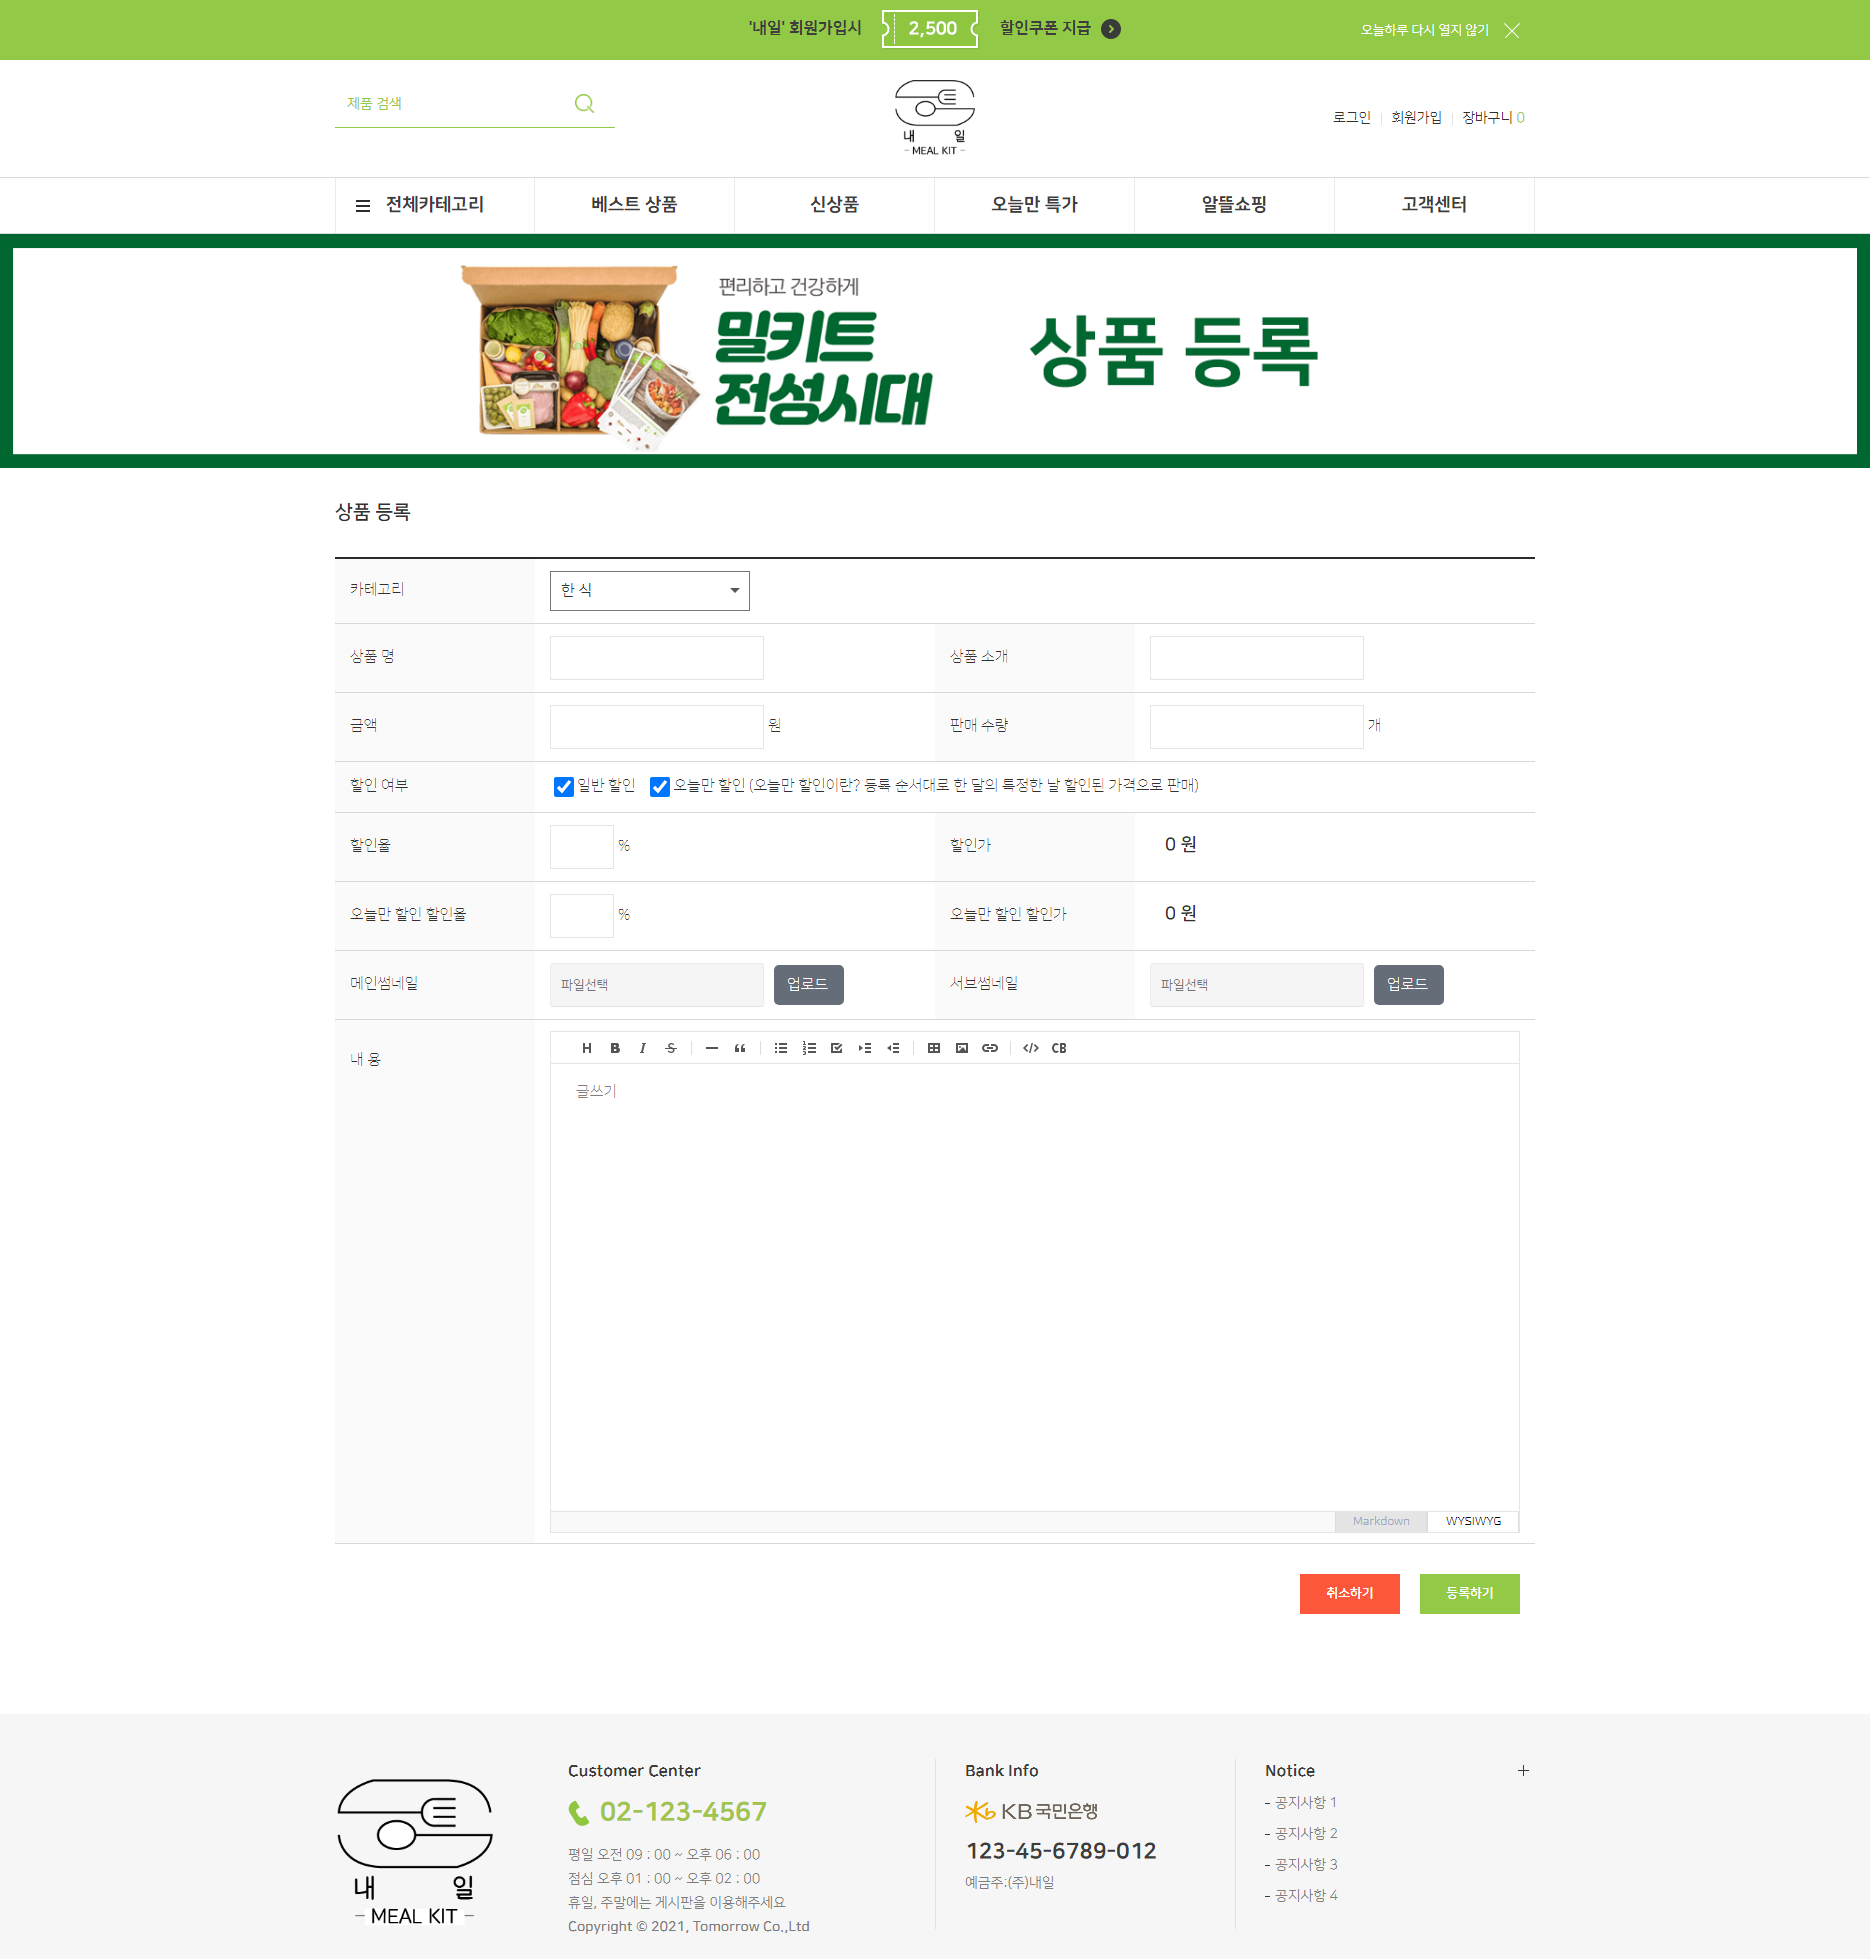 '내일' 회원가입시 2,500 할인쿠폰 지급
오늘하루 다시 열지 않기
제품 검색
내 일
MEAL KIT
로그인 회원가입 장바구니 0
전체카테고리 베스트 상품 신상품 오늘만 특가 알뜰쇼핑 고객센터
편리하고 건강하게
밀키트
전성시대
상품 등록
상품 등록
카테고리 한 식
상품 명 상품 소개
금액 원 판매 수량 개
할인 여부 일반 할인 오늘만 할인 (오늘만 할인이란? 등록 순서대로 한 달의 특정한 날 할인된 가격으로 판매)
할인율 % 할인가 0 원
오늘만 할인 할인율 % 오늘만 할인 할인가 0 원
메인썸네일 파일선택 업로드 서브썸네일 파일선택 업로드
내 용
H B I S CB
글쓰기
Markdown WYSIWYG
취소하기 등록하기
내 일
MEAL KIT
Customer Center
02-123-4567
평일 오전 09 : 00 ~ 오후 06 : 00
점심 오후 01 : 00 ~ 오후 02 : 00
휴일, 주말에는 게시판을 이용해주세요
Copyright © 2021, Tomorrow Co.,Ltd
Bank Info
KB 국민은행
123-45-6789-012
예금주:(주)내일
Notice +
- 공지사항 1
- 공지사항 2
- 공지사항 3
- 공지사항 4